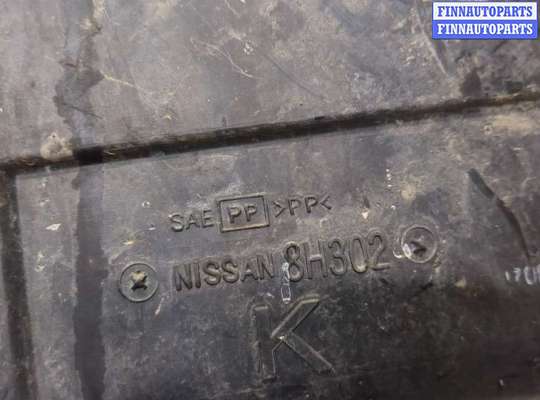 FINNAUTOPARTS
FINNAUTOPARTS
SAE PP >PP<
NISSAN 8H302
K